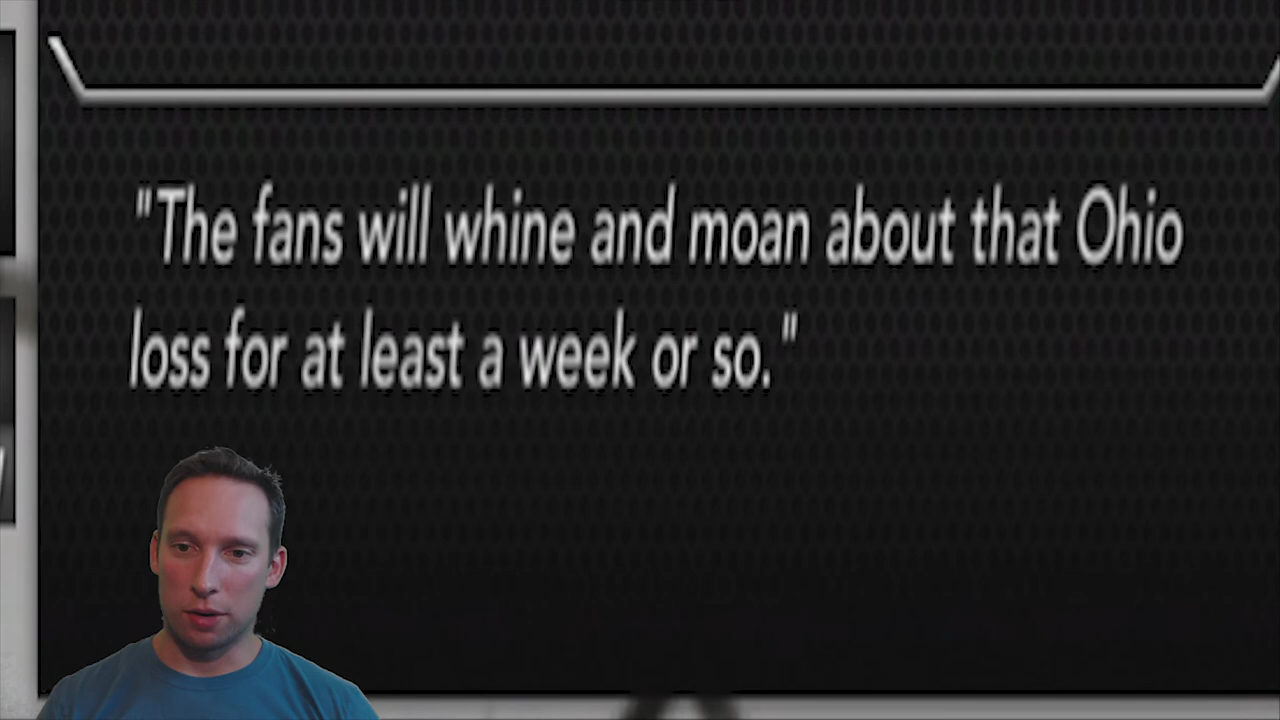 "The fans will whine and moan about that Ohio
loss for at least a week or so."